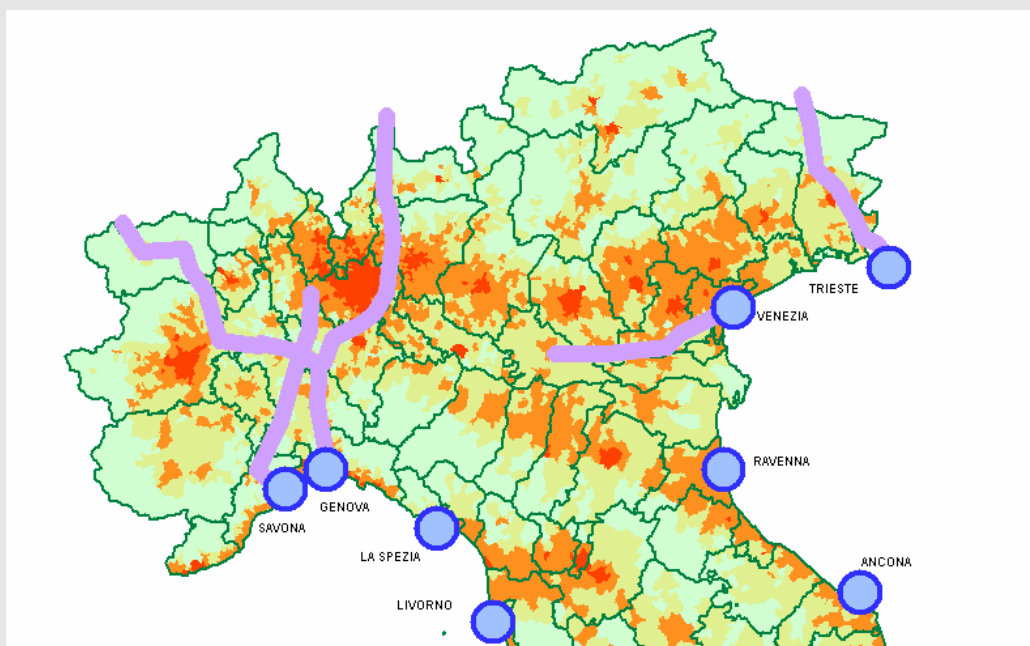 TRIESTE
VENEZIA
RAVENNA
GENOVA
SAVONA
LA SPEZIA
ANCONA
LIVORNO